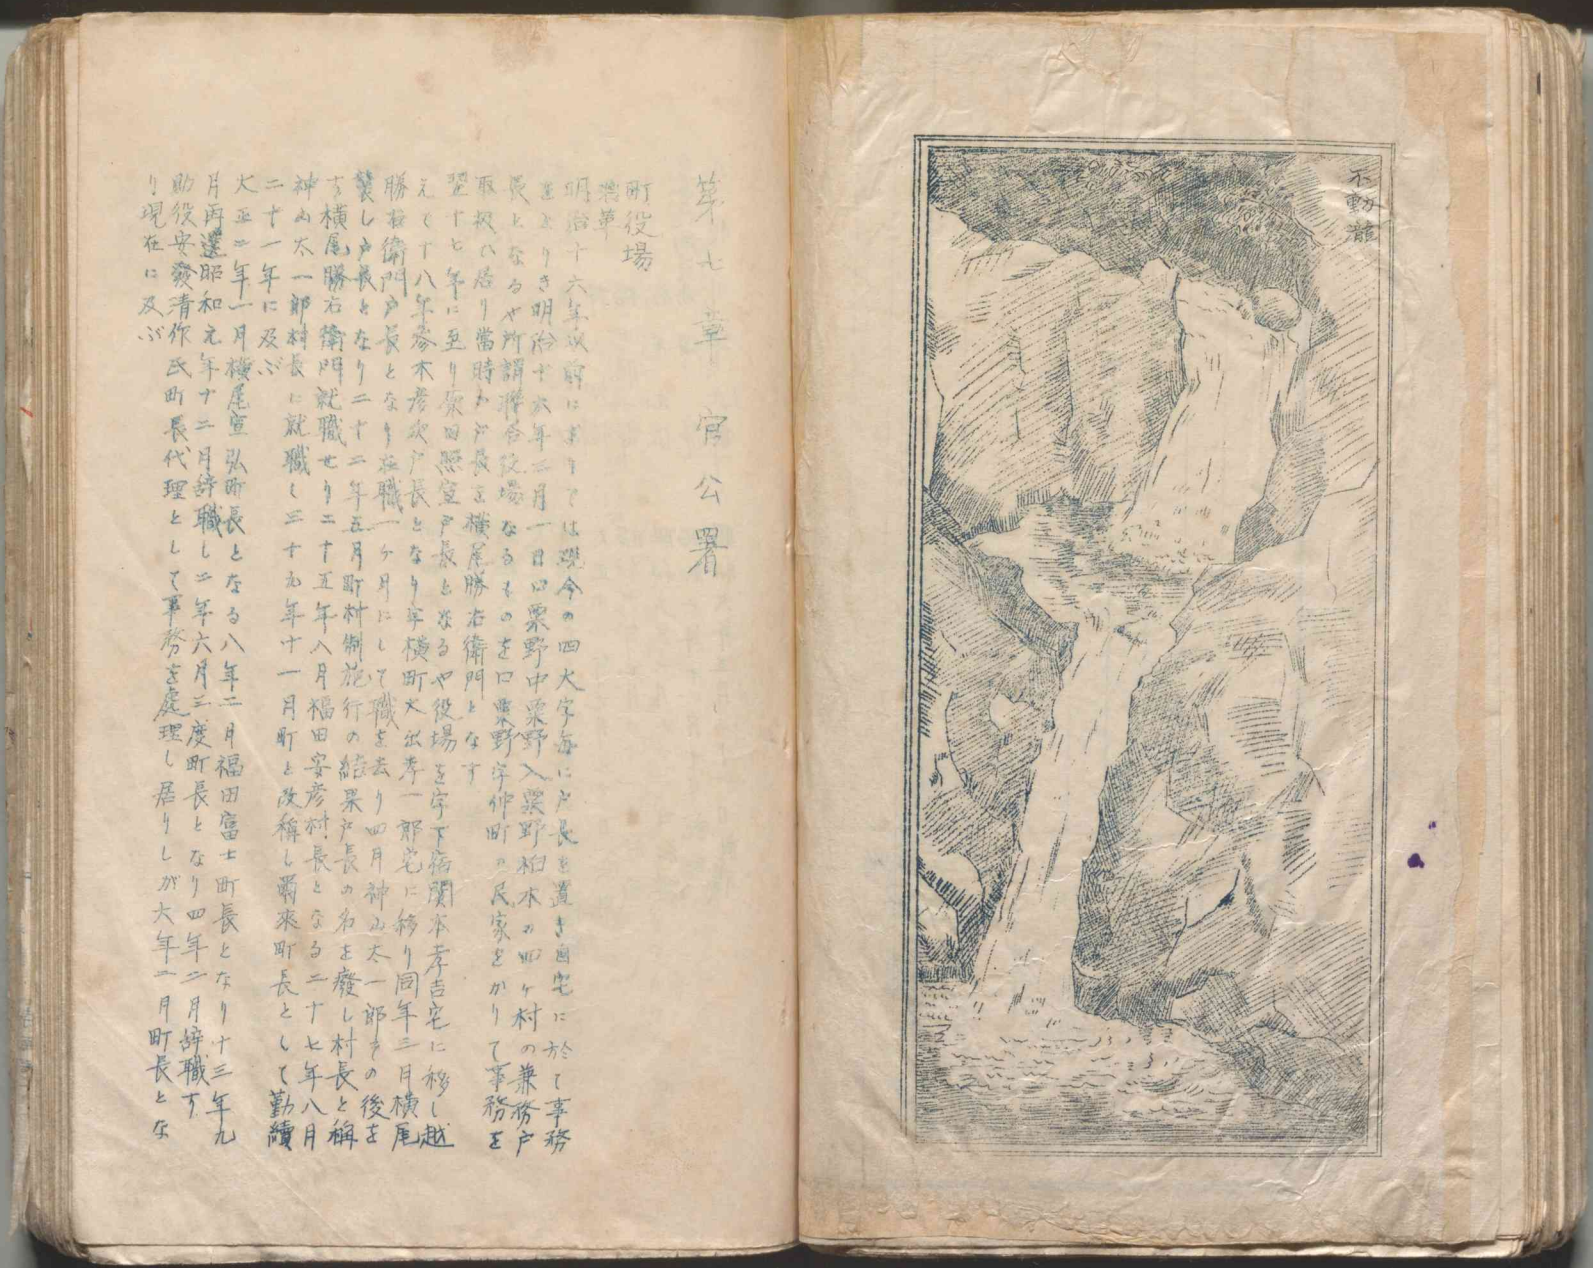 不動瀧
第七章 官公署
町役場
沿革
明治十六年以前にありては現今の四大字毎に戸長を置き自宅に於て事務
をとりき明治十六年三月一日口粟野中粟野入粟野柏木の四ヶ村の兼務戸
長となるや所謂聯合役場なるものを口粟野字仲町の民家をかりて事務を
取扱ひ居り當時の戸長を横尾勝右衛門となす
翌十七年に至り 田照宣戸長となるや役場を字下宿関本孝吉宅に移し越
えて十八年 木彦次戸長となり字横町大出孝一郎宅に移り同年三月横尾
勝右衛門戸長となり在職一ヶ月にして職を去り四月神山太一郎 の後を
襲し戸長となり二十二年五月町村制施行の結果戸長の名を廢し村長と稱
す横尾勝右衛門就職せり二十五年八月福田安彦村長となる二十七年八月
神山太一郎村長に就職し三十九年十一月町と改稱し爾来町長として勤續
二十一年に及ぶ
大正二年一月横尾宣弘町長となる八年二月福田富士町長となり十三年九
月再選昭和元年十二月辞職し二年六月三度町長となり四年二月辞職す
助役安發清作氏町長代理として事務を處理し居りしが六年二月町長とな
り現在に及ぶ